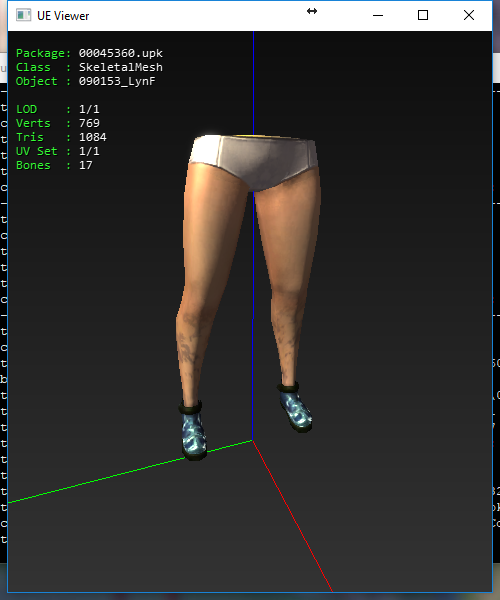 UE Viewer
Package: 00045360.upk
Class : SkeletalMesh
Object : 090153_LynF
LOD : 1/1
Verts : 769
Tris : 1084
UV Set : 1/1
Bones : 17